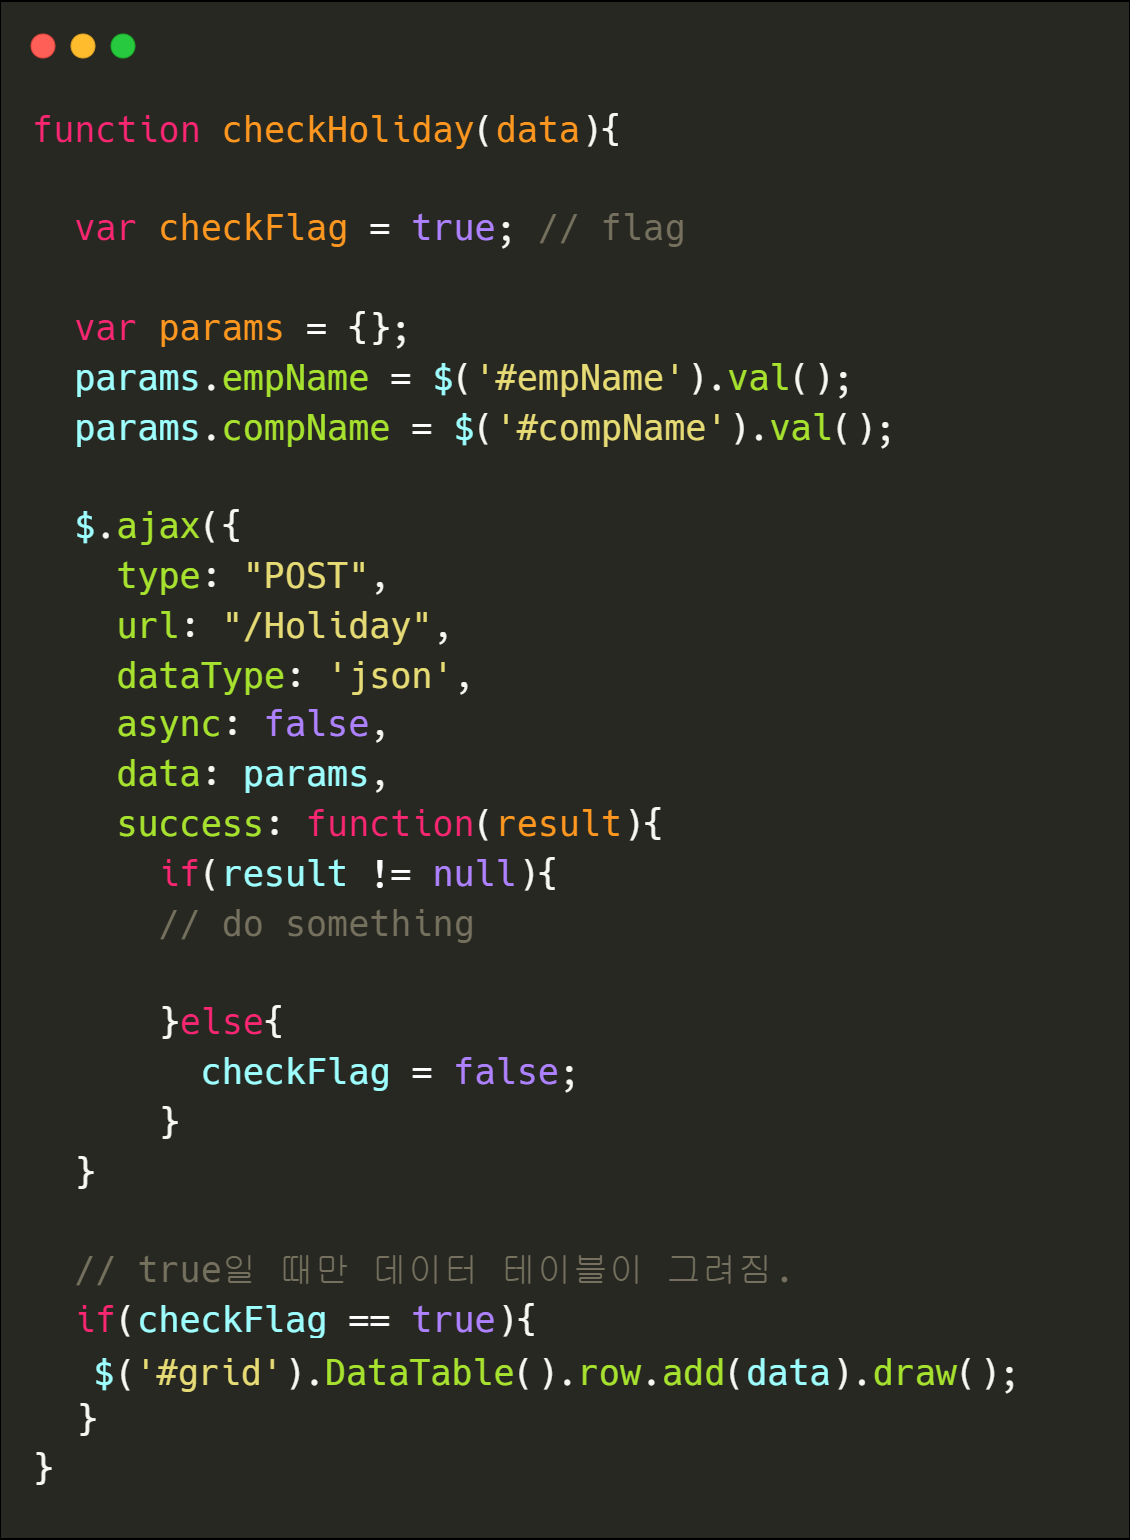 function checkHoliday(data){
var checkFlag = true; // flag
var params = {};
params.empName = $('#empName').val();
params.compName = $('#compName').val();
$.ajax({
type: "POST",
url: "/Holiday",
dataType: 'json',
async: false,
data: params,
success: function(result){
if(result != null){
// do something
}else{
checkFlag = false;
}
}
// true일 때만 데이터 테이블이 그려짐.
if(checkFlag == true){
$('#grid').DataTable().row.add(data).draw();
}
}